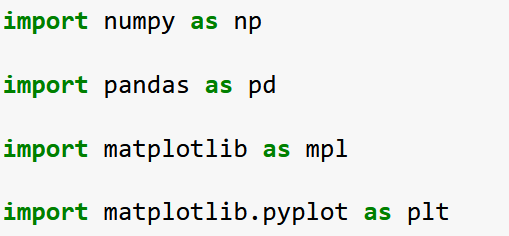 import numpy as np
import pandas as pd
import matplotlib as mpl
import matplotlib.pyplot as plt